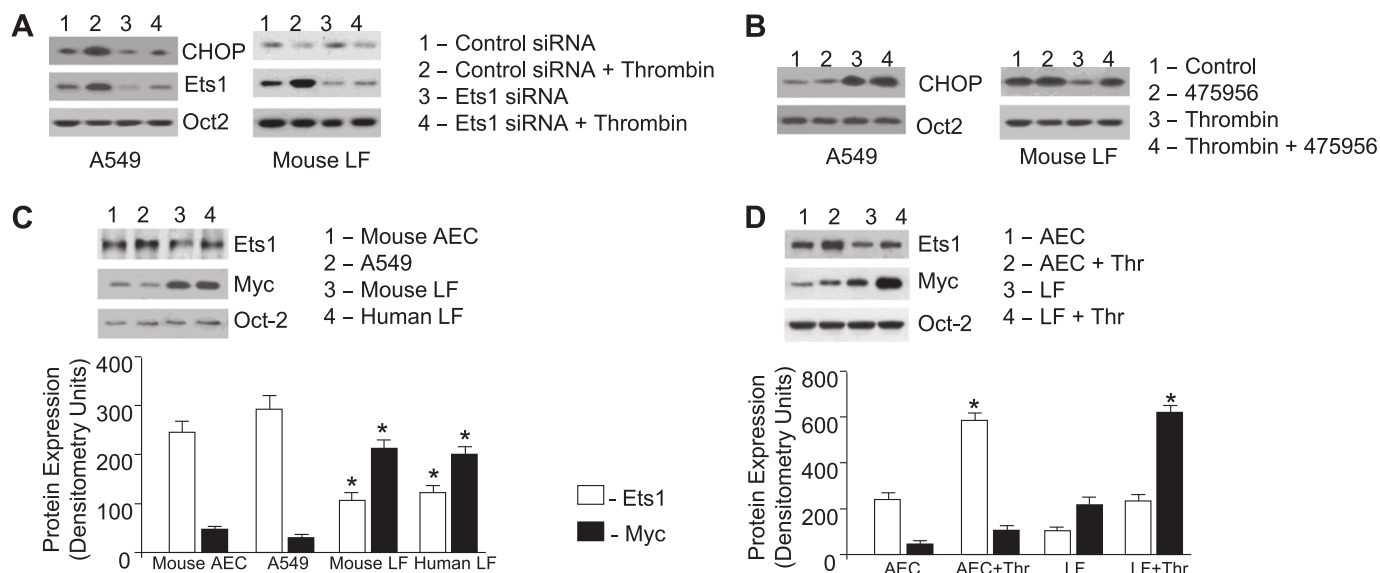 A
1 2 3 4
CHOP
Ets1
Oct2
A549
1 2 3 4
Mouse LF
1 – Control siRNA
2 – Control siRNA + Thrombin
3 – Ets1 siRNA
4 – Ets1 siRNA + Thrombin
B
1 2 3 4
CHOP
Oct2
A549
1 2 3 4
Mouse LF
1 – Control
2 – 475956
3 – Thrombin
4 – Thrombin + 475956
C
1 2 3 4
Ets1
Myc
Oct-2
1 – Mouse AEC
2 – A549
3 – Mouse LF
4 – Human LF
Protein Expression
(Densitometry Units)
400
300
200
100
0
* * * *
Mouse AEC A549 Mouse LF Human LF
- Ets1
- Myc
D
1 2 3 4
Ets1
Myc
Oct-2
1 – AEC
2 – AEC + Thr
3 – LF
4 – LF + Thr
Protein Expression
(Densitometry Units)
800
600
400
200
0
* *
AEC AEC+Thr LF LF+Thr